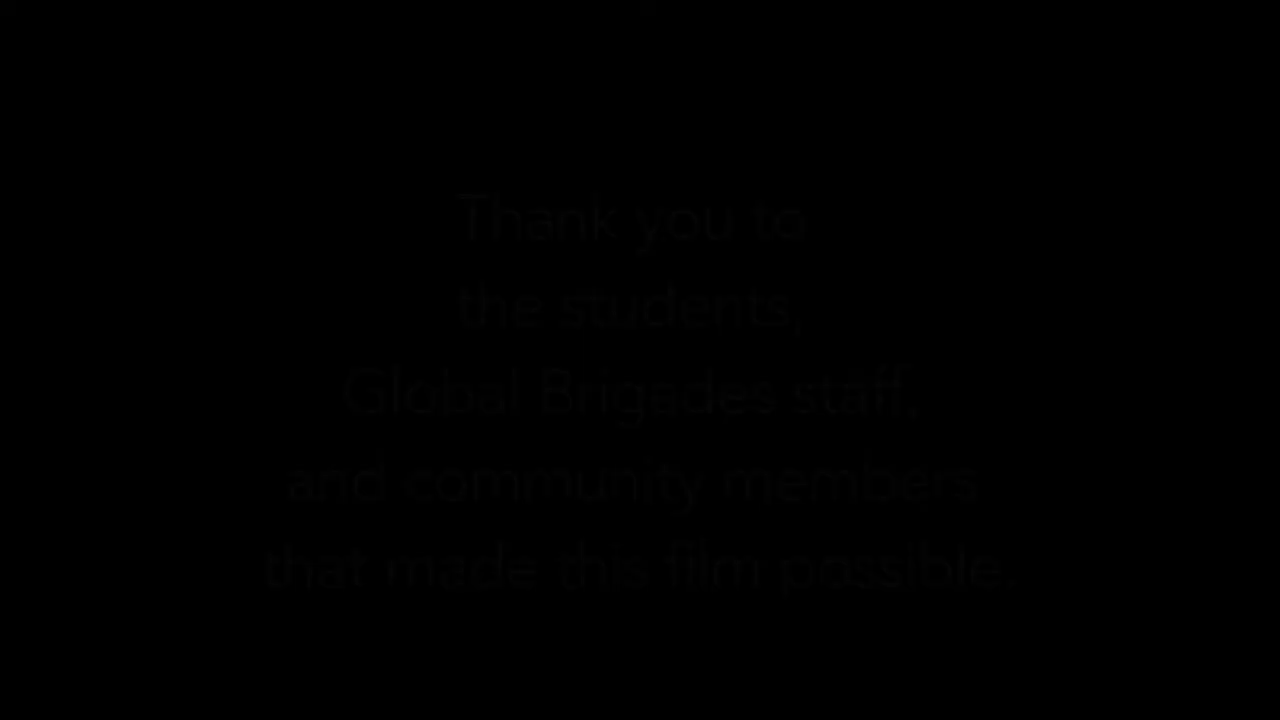 Thank you to
the students,
Global Brigades staff,
and community members
that made this film possible.